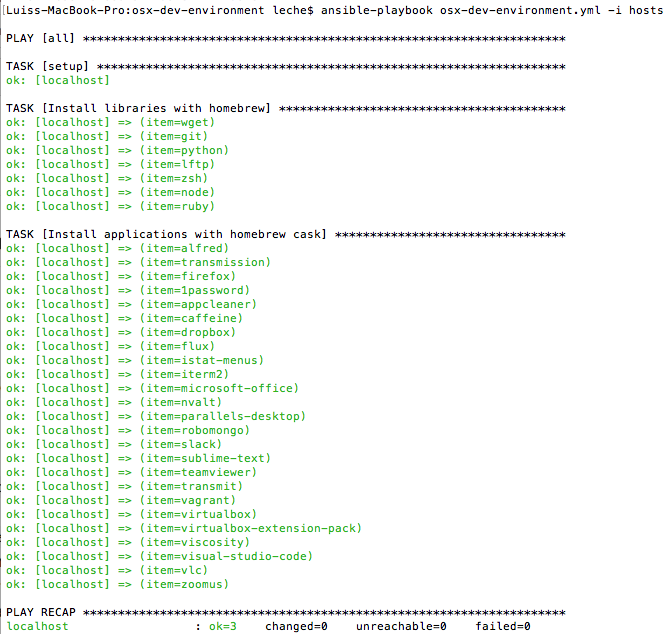 Luiss-MacBook-Pro:osx-dev-environment leche$ ansible-playbook osx-dev-environment.yml -i hosts
PLAY [all] *********************************************************************
TASK [setup] *******************************************************************
ok: [localhost]
TASK [Install libraries with homebrew] *****************************************
ok: [localhost] => (item=wget)
ok: [localhost] => (item=git)
ok: [localhost] => (item=python)
ok: [localhost] => (item=lftp)
ok: [localhost] => (item=zsh)
ok: [localhost] => (item=node)
ok: [localhost] => (item=ruby)
TASK [Install applications with homebrew cask] *********************************
ok: [localhost] => (item=alfred)
ok: [localhost] => (item=transmission)
ok: [localhost] => (item=firefox)
ok: [localhost] => (item=1password)
ok: [localhost] => (item=appcleaner)
ok: [localhost] => (item=caffeine)
ok: [localhost] => (item=dropbox)
ok: [localhost] => (item=flux)
ok: [localhost] => (item=istat-menus)
ok: [localhost] => (item=iterm2)
ok: [localhost] => (item=microsoft-office)
ok: [localhost] => (item=nvalt)
ok: [localhost] => (item=parallels-desktop)
ok: [localhost] => (item=robomongo)
ok: [localhost] => (item=slack)
ok: [localhost] => (item=sublime-text)
ok: [localhost] => (item=teamviewer)
ok: [localhost] => (item=transmit)
ok: [localhost] => (item=vagrant)
ok: [localhost] => (item=virtualbox)
ok: [localhost] => (item=virtualbox-extension-pack)
ok: [localhost] => (item=viscosity)
ok: [localhost] => (item=visual-studio-code)
ok: [localhost] => (item=vlc)
ok: [localhost] => (item=zoomus)
PLAY RECAP *********************************************************************
localhost                  : ok=3    changed=0    unreachable=0    failed=0